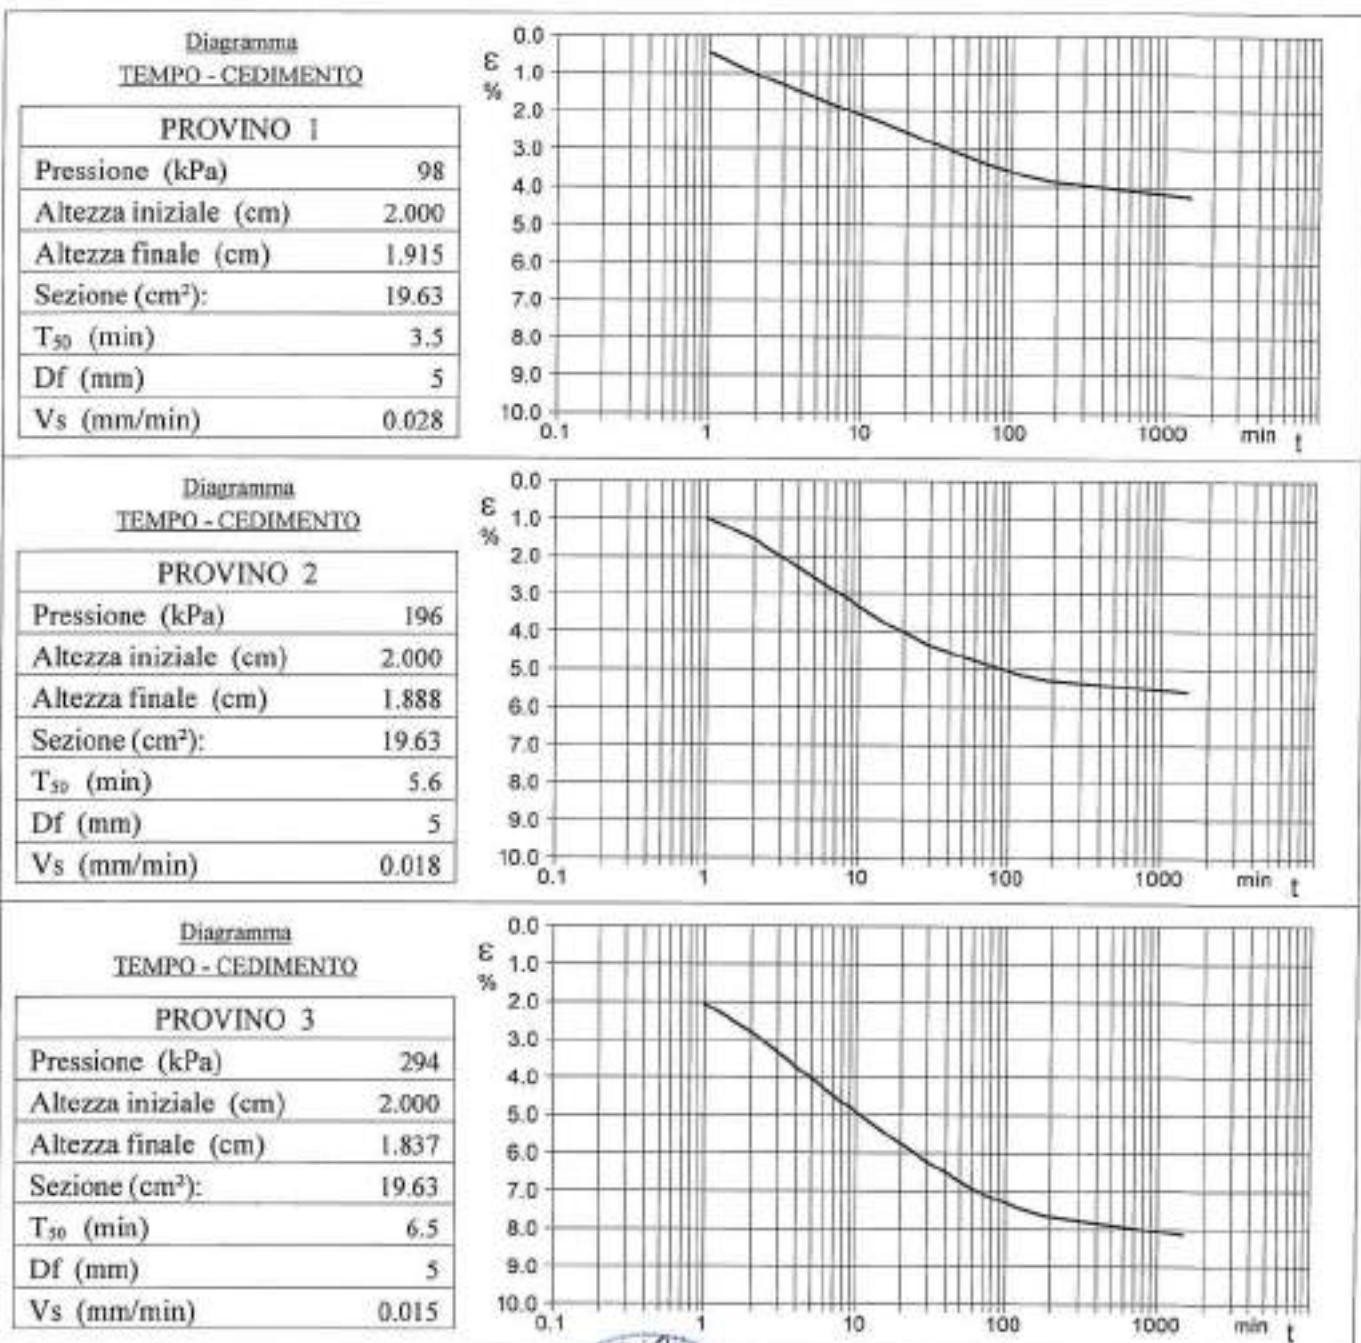 Diagramma
TEMPO - CEDIMENTO
PROVINO 1
Pressione (kPa) 98
Altezza iniziale (cm) 2.000
Altezza finale (cm) 1.915
Sezione (cm²): 19.63
T₅₀ (min) 3.5
Df (mm) 5
Vs (mm/min) 0.028
ε
%
0.0
1.0
2.0
3.0
4.0
5.0
6.0
7.0
8.0
9.0
10.0
0.1 1 10 100 1000 min t
Diagramma
TEMPO - CEDIMENTO
PROVINO 2
Pressione (kPa) 196
Altezza iniziale (cm) 2.000
Altezza finale (cm) 1.888
Sezione (cm²): 19.63
T₅₀ (min) 5.6
Df (mm) 5
Vs (mm/min) 0.018
ε
%
0.0
1.0
2.0
3.0
4.0
5.0
6.0
7.0
8.0
9.0
10.0
0.1 1 10 100 1000 min t
Diagramma
TEMPO - CEDIMENTO
PROVINO 3
Pressione (kPa) 294
Altezza iniziale (cm) 2.000
Altezza finale (cm) 1.837
Sezione (cm²): 19.63
T₅₀ (min) 6.5
Df (mm) 5
Vs (mm/min) 0.015
ε
%
0.0
1.0
2.0
3.0
4.0
5.0
6.0
7.0
8.0
9.0
10.0
0.1 1 10 100 1000 min t